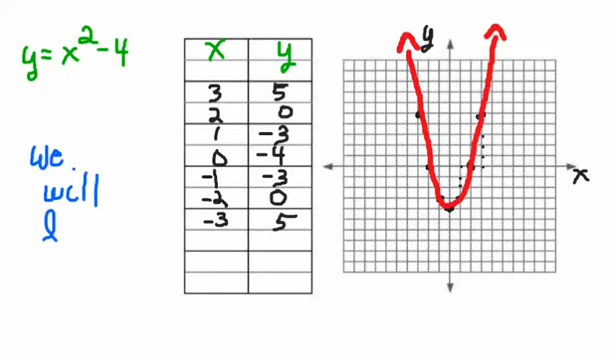 y = x² - 4
x y
3 5
2 0
1 -3
0 -4
-1 -3
-2 0
-3 5
we
will
l
y
x